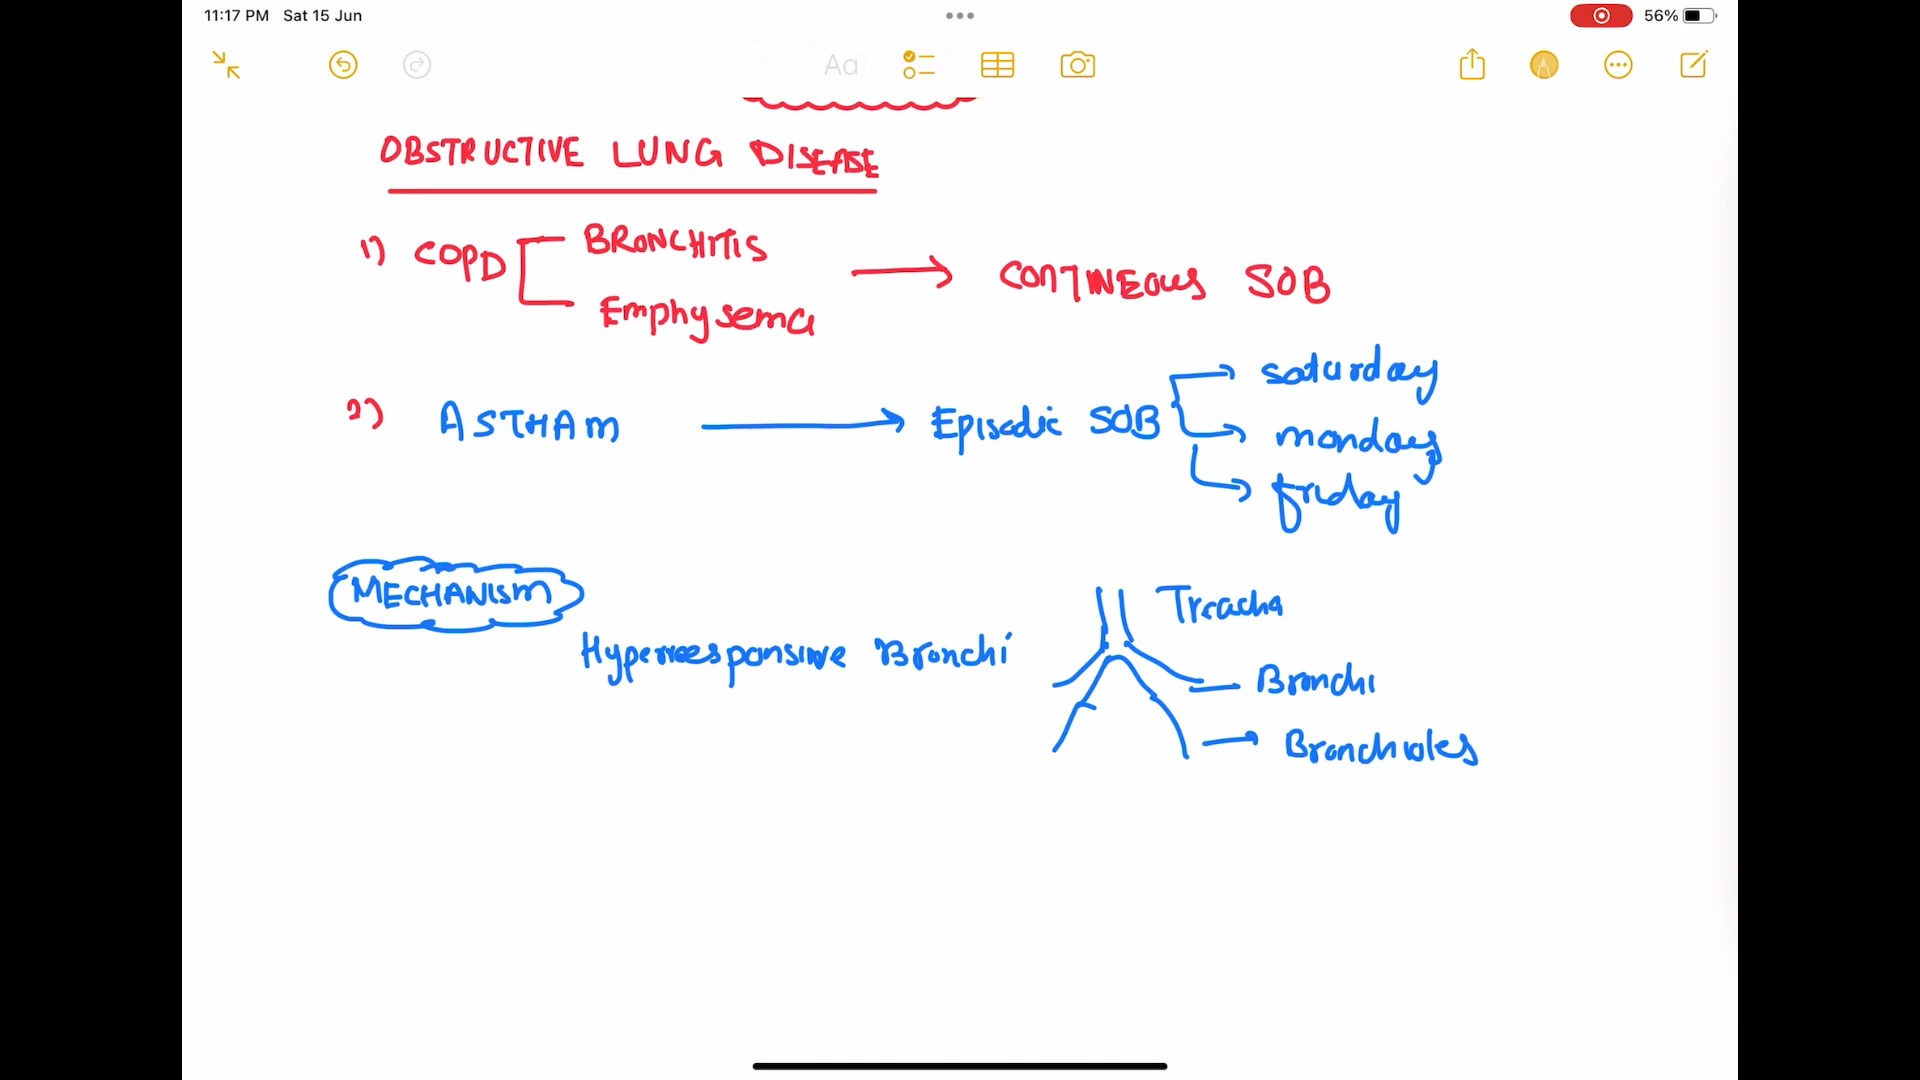 11:17 PM Sat 15 Jun
56%
Aa
OBSTRUCTIVE LUNG DISEASE
1) COPD
BRONCHITIS
Emphysema
CONTINEOUS SOB
2) ASTHAM
Episodic SOB
saturday
monday
friday
MECHANISM
Hyperresponsive Bronchi
Treacha
Bronchi
Bronchioles